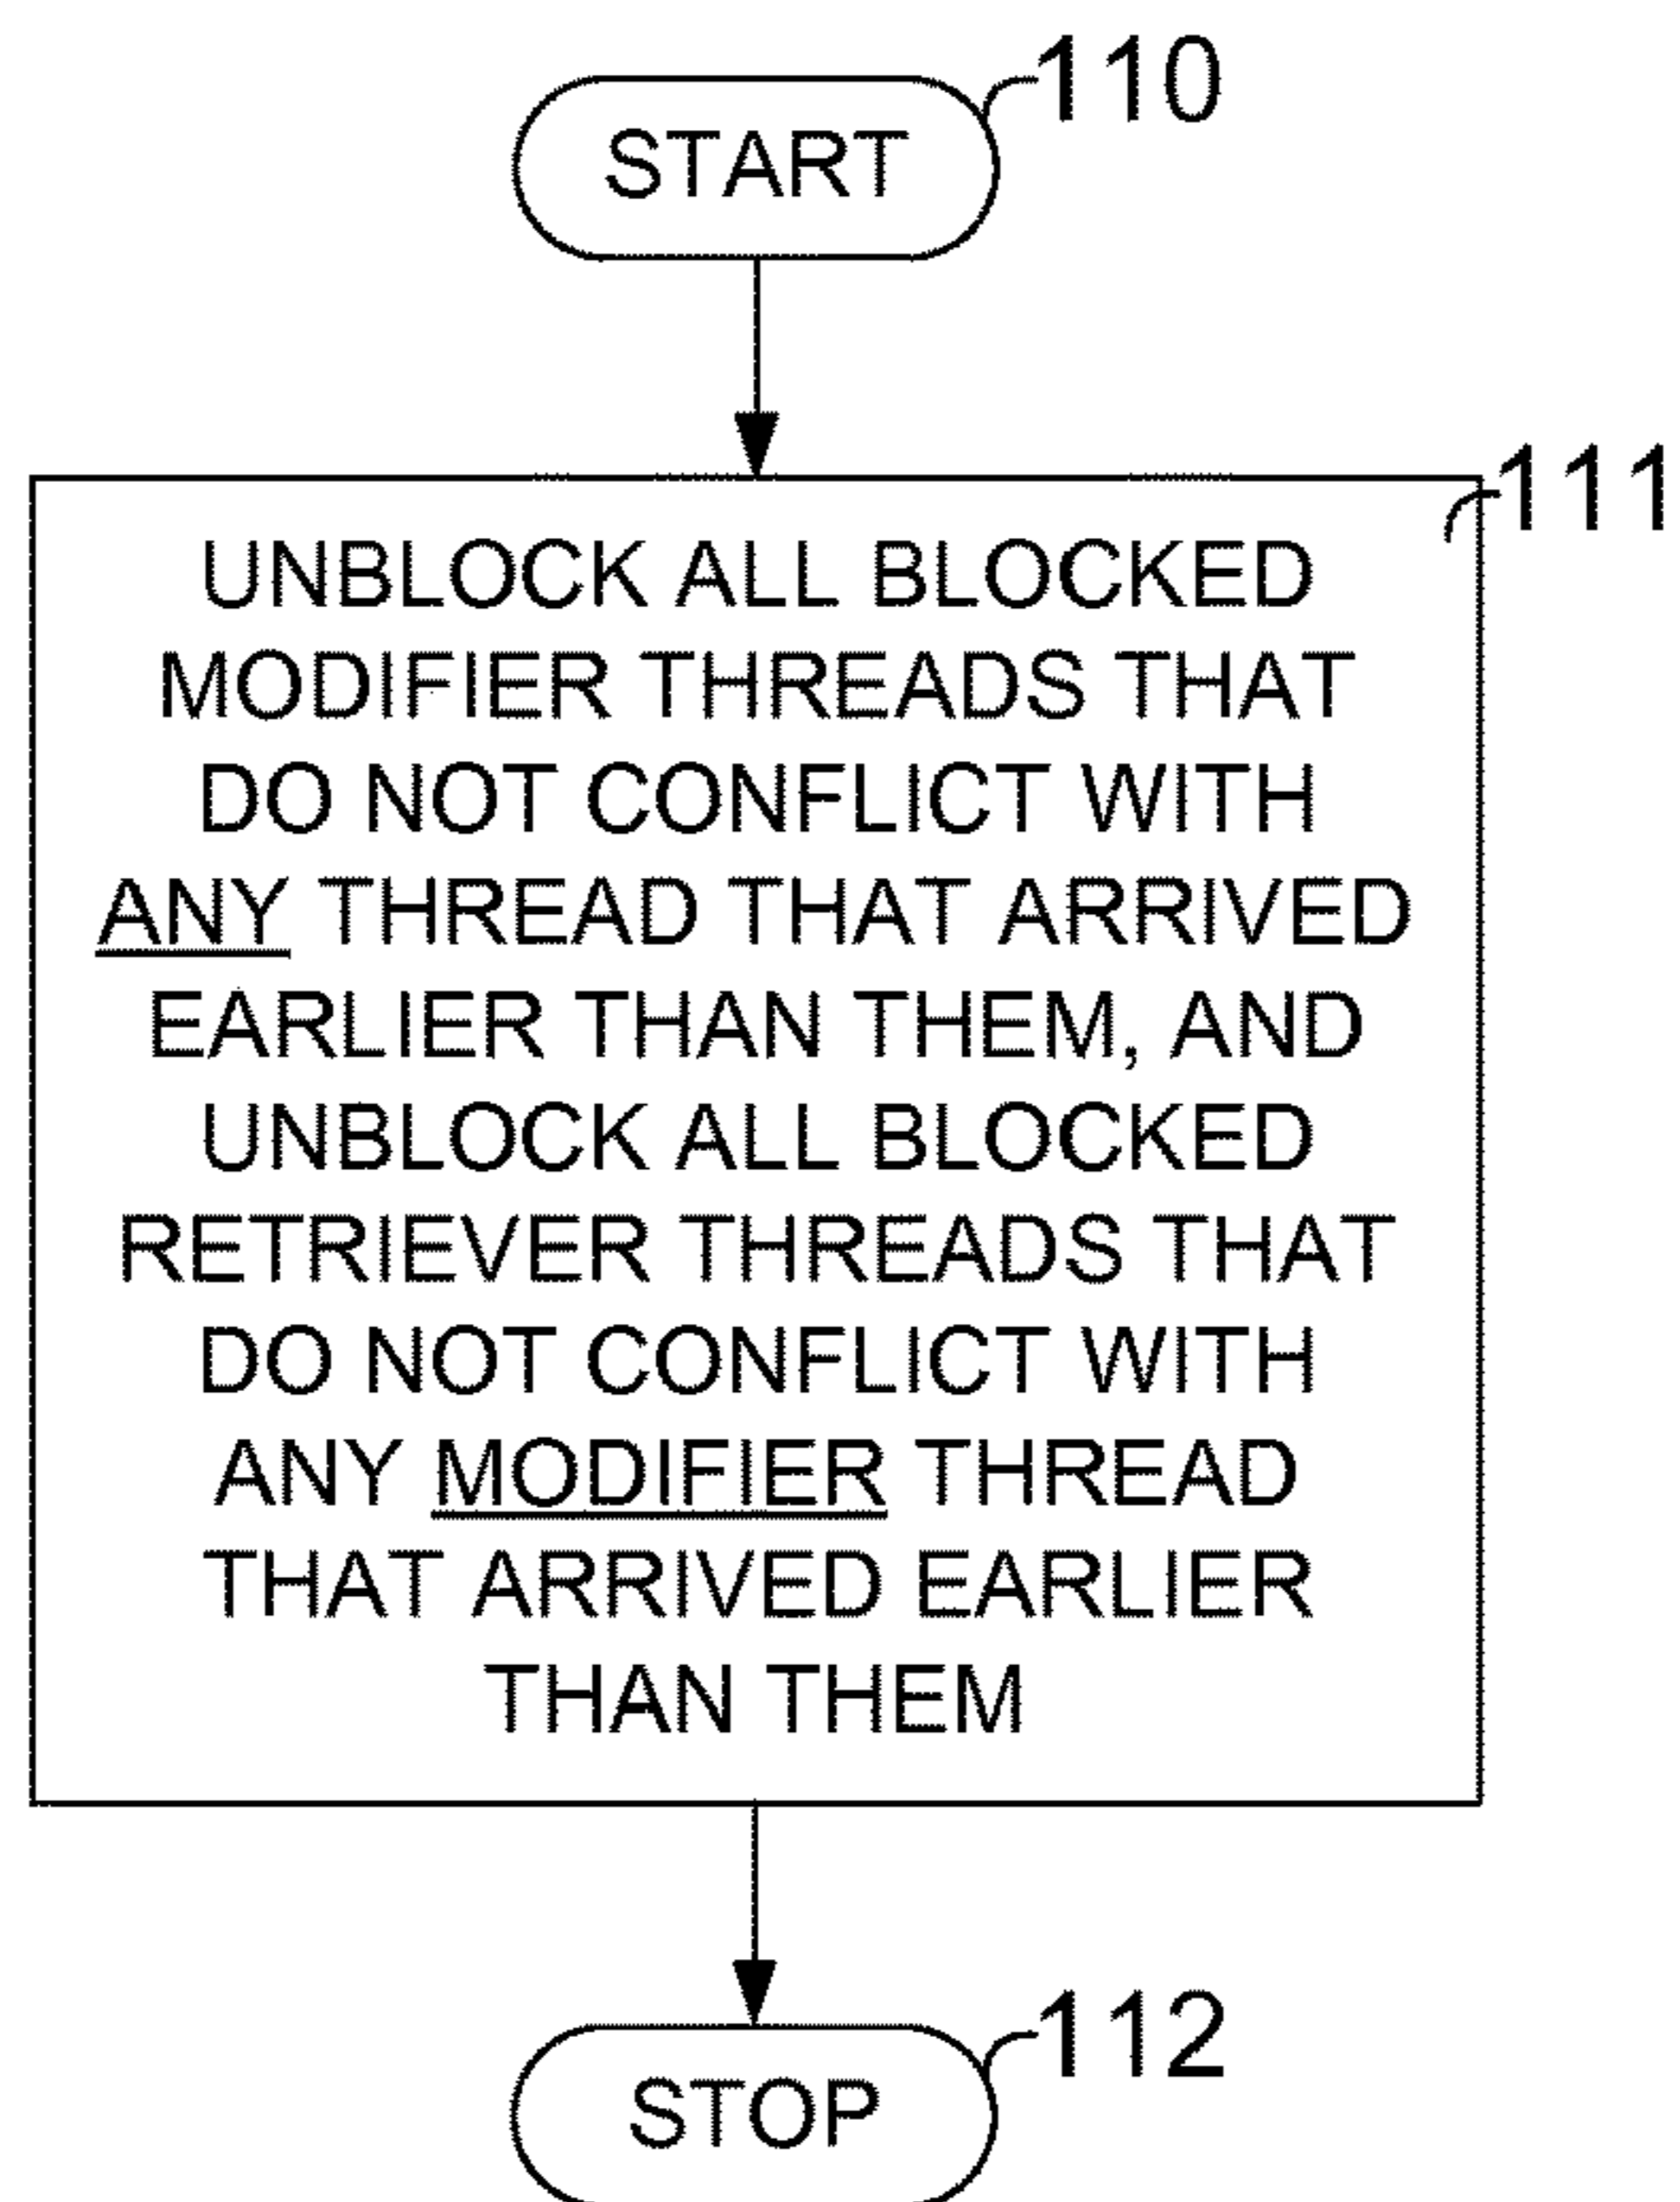 110
START
111
UNBLOCK ALL BLOCKED
MODIFIER THREADS THAT
DO NOT CONFLICT WITH
ANY THREAD THAT ARRIVED
EARLIER THAN THEM, AND
UNBLOCK ALL BLOCKED
RETRIEVER THREADS THAT
DO NOT CONFLICT WITH
ANY MODIFIER THREAD
THAT ARRIVED EARLIER
THAN THEM
112
STOP